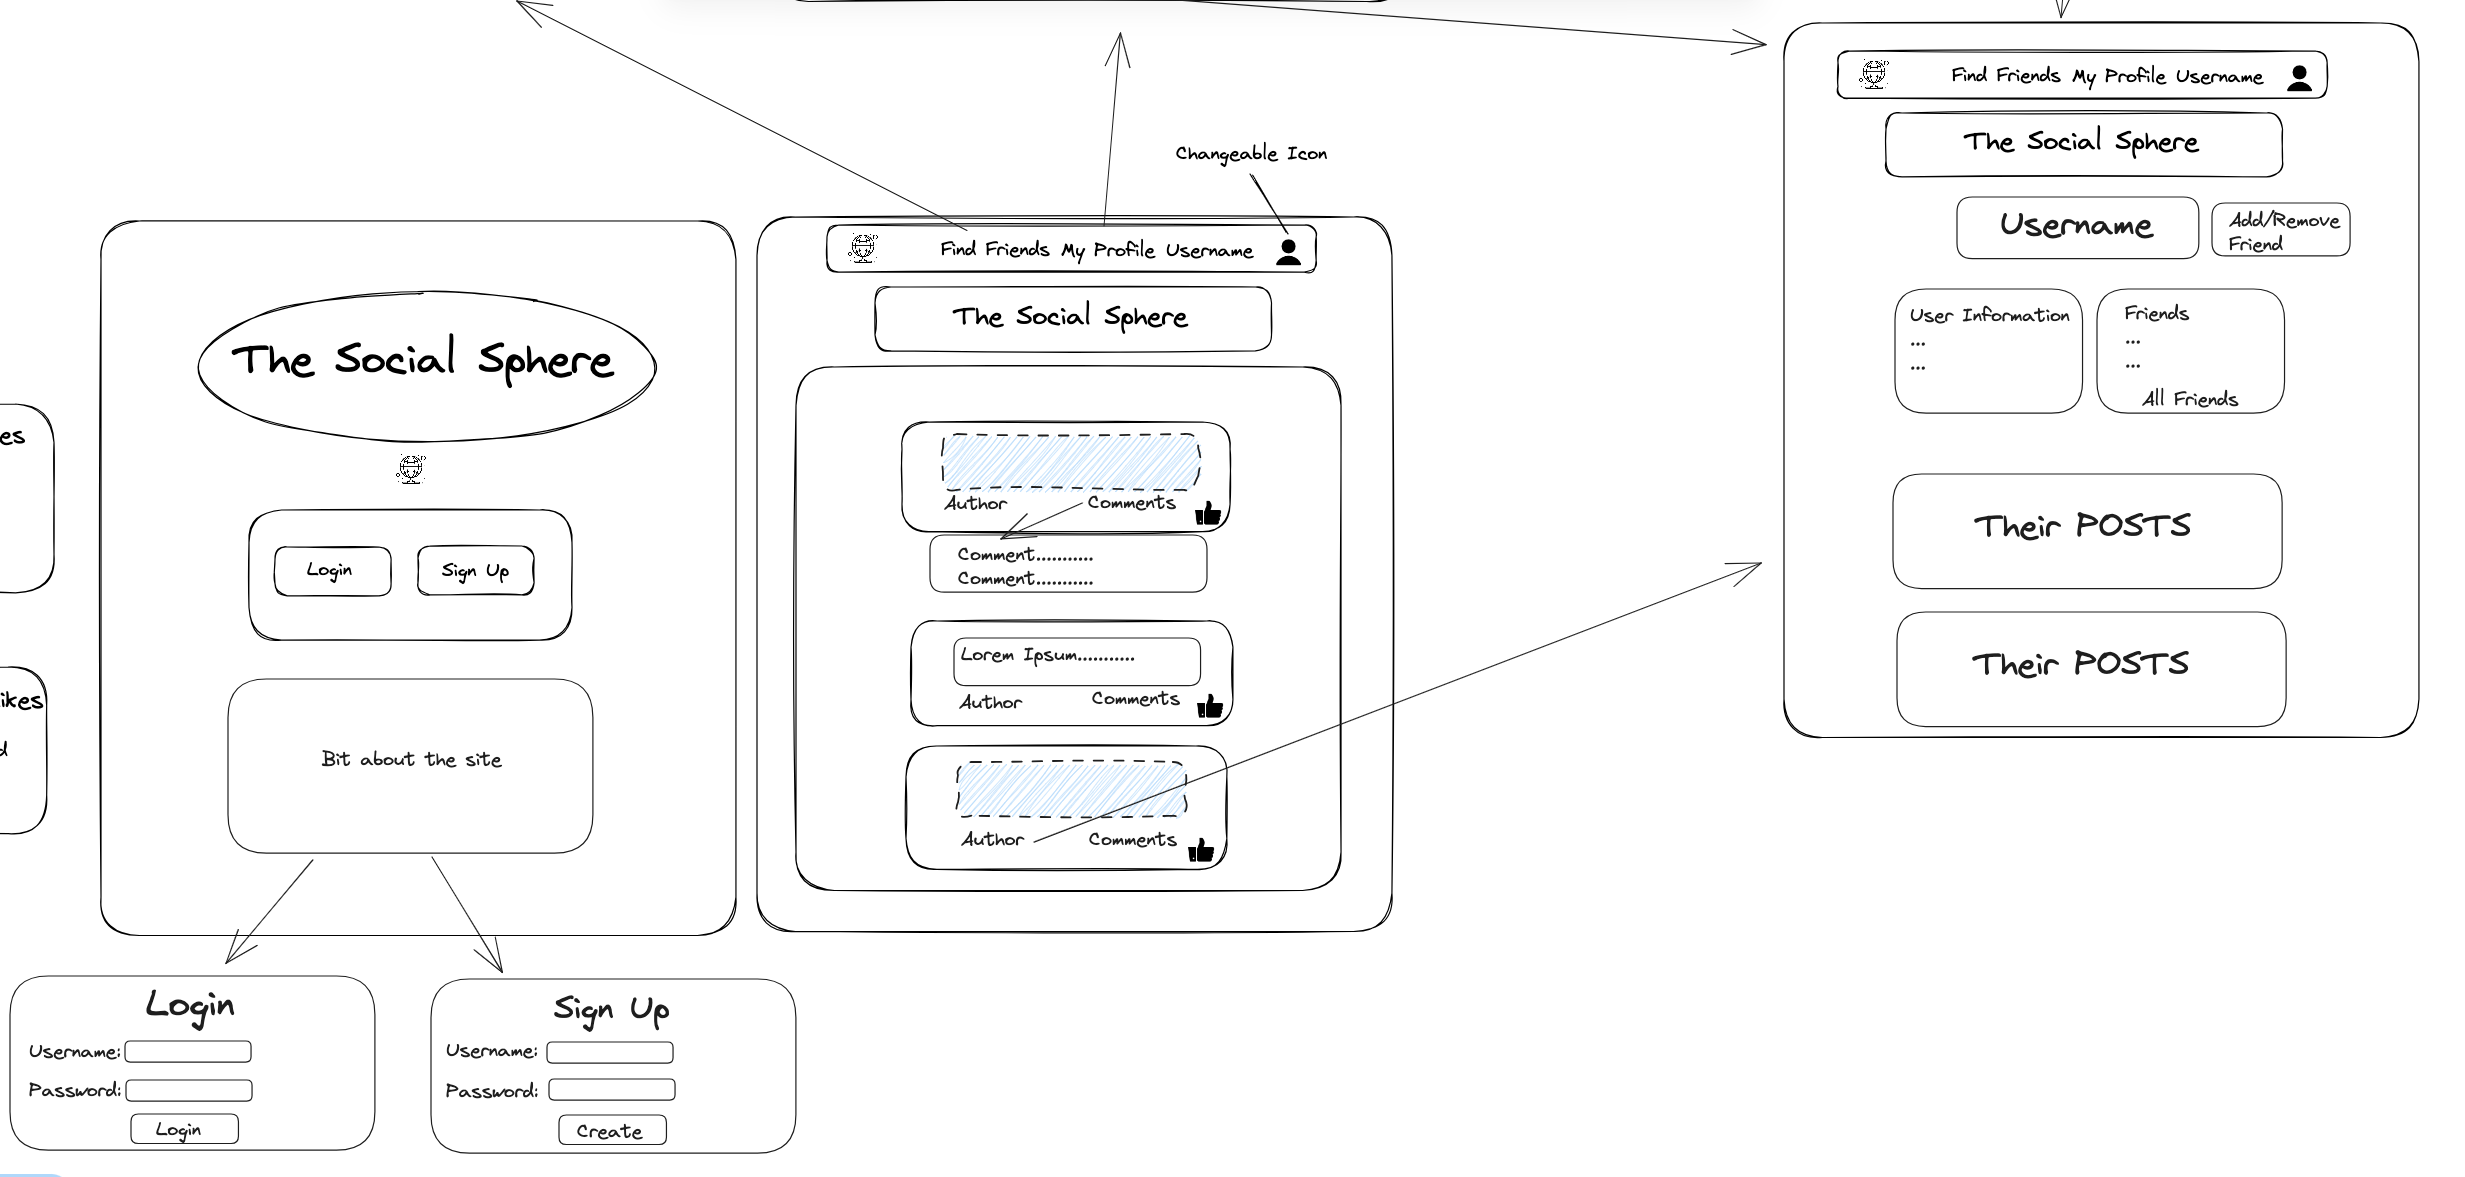 es
ikes
d
The Social Sphere
Login
Sign Up
Bit about the site
Login
Username:
Password:
Login
Sign Up
Username:
Password:
Create
Changeable Icon
Find Friends My Profile Username
The Social Sphere
Author
Comments
Comment...........
Comment...........
Lorem Ipsum...........
Author
Comments
Author
Comments
Find Friends My Profile Username
The Social Sphere
Username
Add/Remove
Friend
User Information
...
...
Friends
...
...
All Friends
Their POSTS
Their POSTS